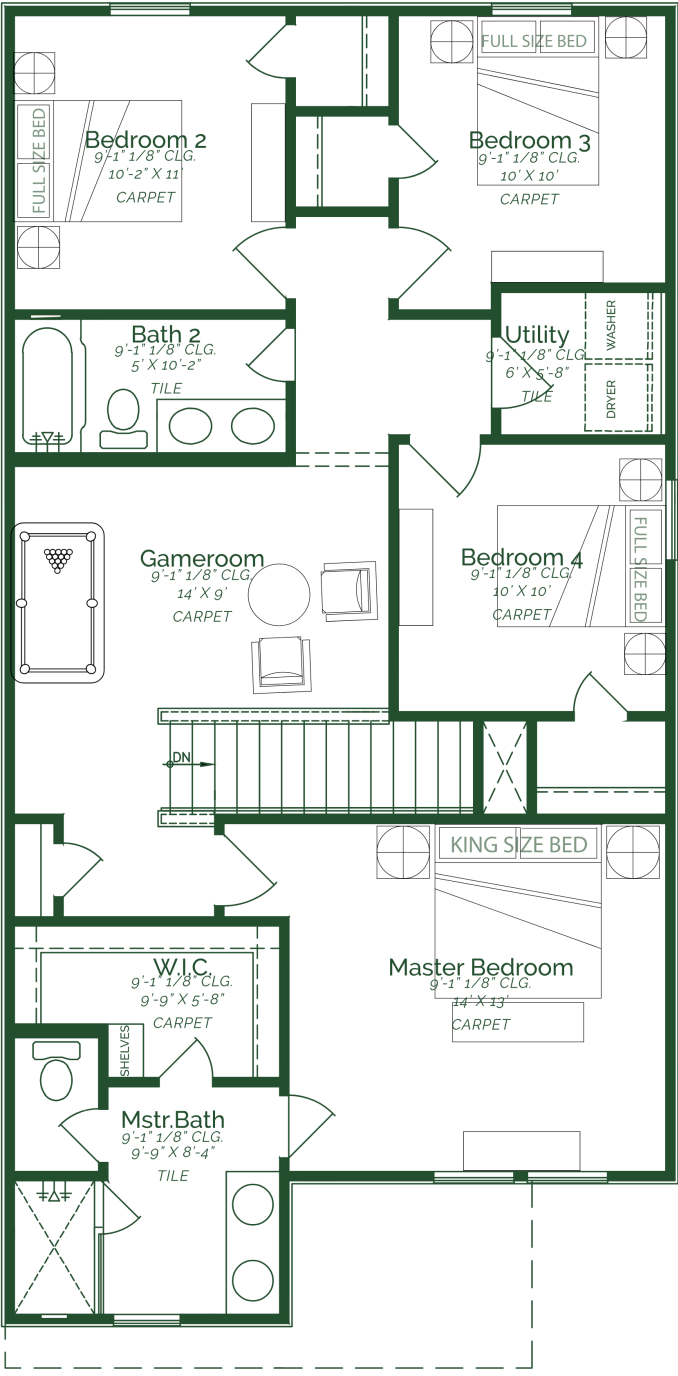 FULL SIZE BED
Bedroom 2
9'-1" 1/8" CLG.
10'-2" X 11'
CARPET
FULL SIZE BED
Bedroom 3
9'-1" 1/8" CLG.
10' X 10'
CARPET
Bath 2
9'-1" 1/8" CLG.
5' X 10'-2"
TILE
Utility
9'-1" 1/8" CLG.
6' X 5'-8"
TILE
WASHER
DRYER
Gameroom
9'-1" 1/8" CLG.
14' X 9'
CARPET
Bedroom 4
9'-1" 1/8" CLG.
10' X 10'
CARPET
FULL SIZE BED
DN
KING SIZE BED
Master Bedroom
9'-1" 1/8" CLG.
14' X 13'
CARPET
W.I.C.
9'-1" 1/8" CLG.
9'-9" X 5'-8"
CARPET
SHELVES
Mstr.Bath
9'-1" 1/8" CLG.
9'-9" X 8'-4"
TILE